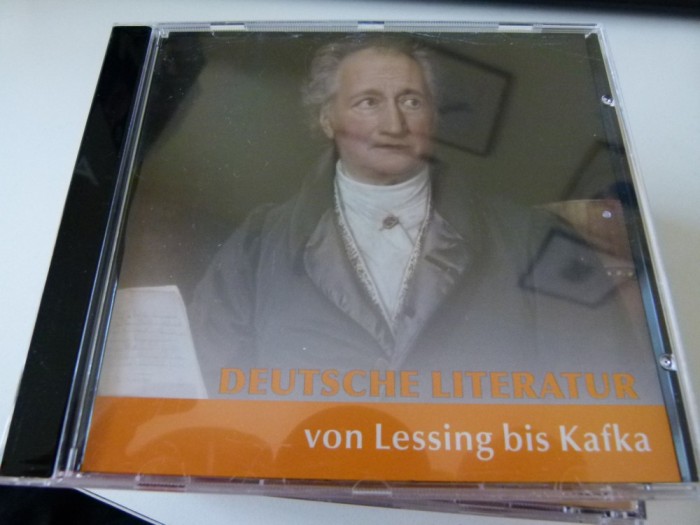 DEUTSCHE LITERATUR
von Lessing bis Kafka